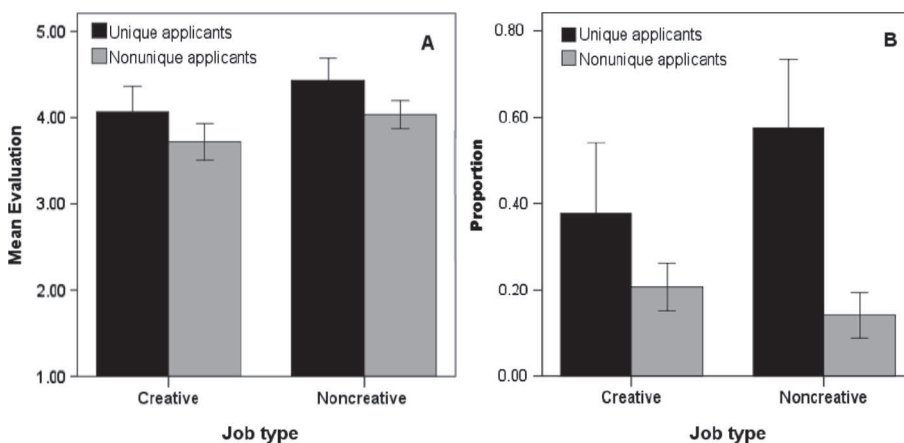 A
Unique applicants
Nonunique applicants
5.00
4.00
3.00
2.00
1.00
Mean Evaluation
Creative
Noncreative
Job type
B
Unique applicants
Nonunique applicants
0.80
0.60
0.40
0.20
0.00
Proportion
Creative
Noncreative
Job type